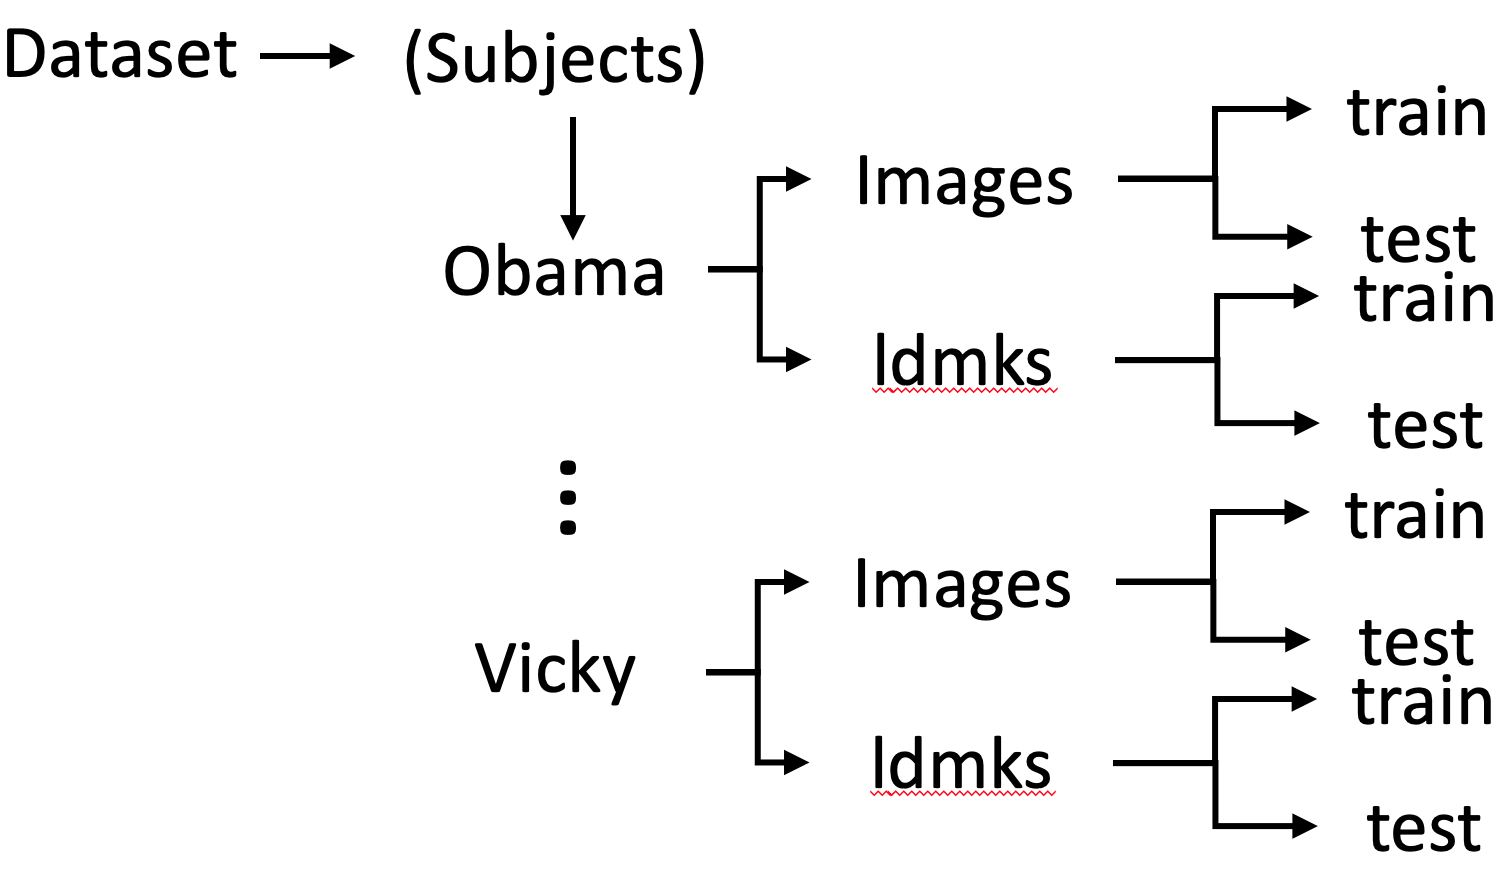 Dataset
(Subjects)
Obama
Images
train
test
ldmks
train
test
Vicky
Images
train
test
ldmks
train
test